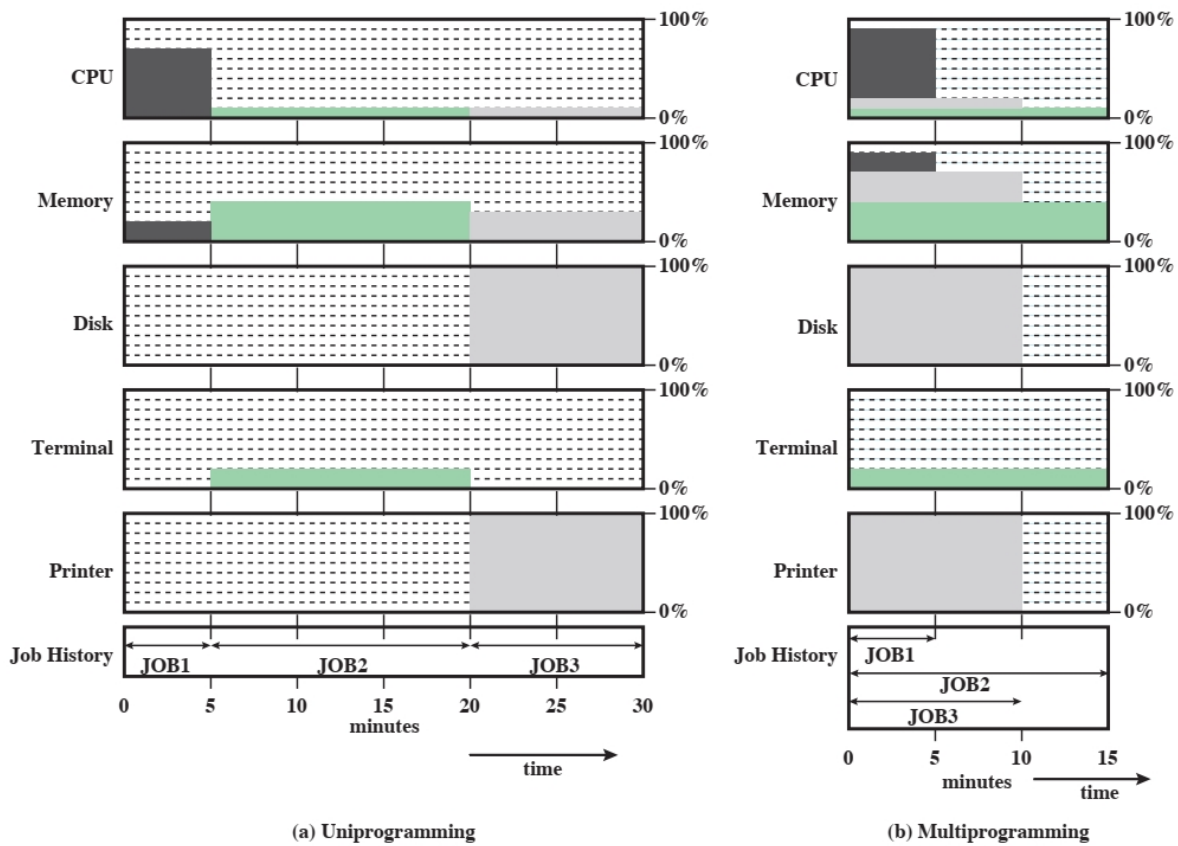 100%
CPU
0%
100%
Memory
0%
100%
Disk
0%
100%
Terminal
0%
100%
Printer
0%
Job History
JOB1 JOB2 JOB3
0 5 10 15 20 25 30
minutes
time
(a) Uniprogramming
100%
CPU
0%
100%
Memory
0%
100%
Disk
0%
100%
Terminal
0%
100%
Printer
0%
Job History
JOB1
JOB2
JOB3
0 5 10 15
minutes
time
(b) Multiprogramming